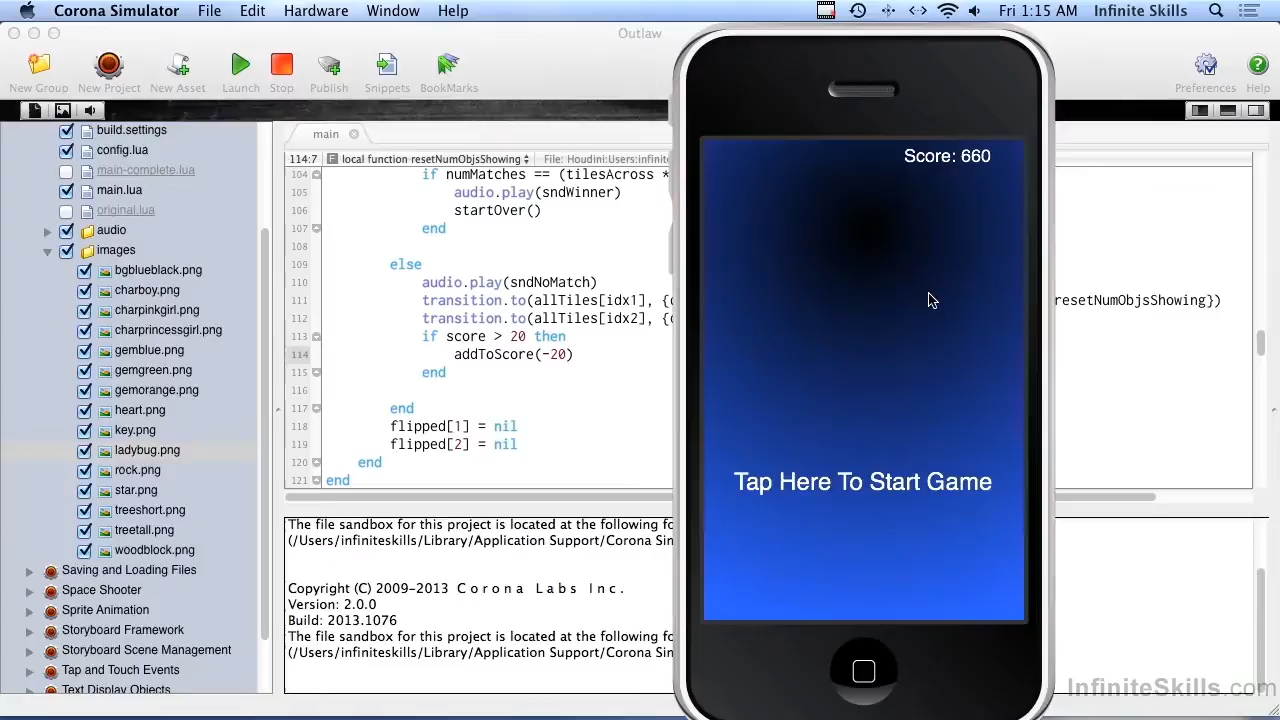 Corona Simulator File Edit Hardware Window Help Fri 1:15 AM Infinite Skills
Outlaw
New Group New Project New Asset Launch Stop Publish Snippets BookMarks Preferences Help
build.settings
config.lua
main-complete.lua
main.lua
original.lua
audio
images
bgblueblack.png
charboy.png
charpinkgirl.png
charprincessgirl.png
gemblue.png
gemgreen.png
gemorange.png
heart.png
key.png
ladybug.png
rock.png
star.png
treeshort.png
treetall.png
woodblock.png
Saving and Loading Files
Space Shooter
Sprite Animation
Storyboard Framework
Storyboard Scene Management
Tap and Touch Events
Text Display Objects
main
114:7 F local function resetNumObjsShowing File: Houdini:Users:infinite
104 if numMatches == (tilesAcross *
105 audio.play(sndWinner)
106 startOver()
107 end
108
109 else
110 audio.play(sndNoMatch)
111 transition.to(allTiles[idx1], { resetNumObjsShowing})
112 transition.to(allTiles[idx2], {
113 if score > 20 then
114 addToScore(-20)
115 end
116
117 end
118 flipped[1] = nil
119 flipped[2] = nil
120 end
121 end
The file sandbox for this project is located at the following fo
(/Users/infiniteskills/Library/Application Support/Corona Sim
Copyright (C) 2009-2013 C o r o n a L a b s I n c .
Version: 2.0.0
Build: 2013.1076
The file sandbox for this project is located at the following fo
(/Users/infiniteskills/Library/Application Support/Corona Sim
Score: 660
Tap Here To Start Game
InfiniteSkills.com